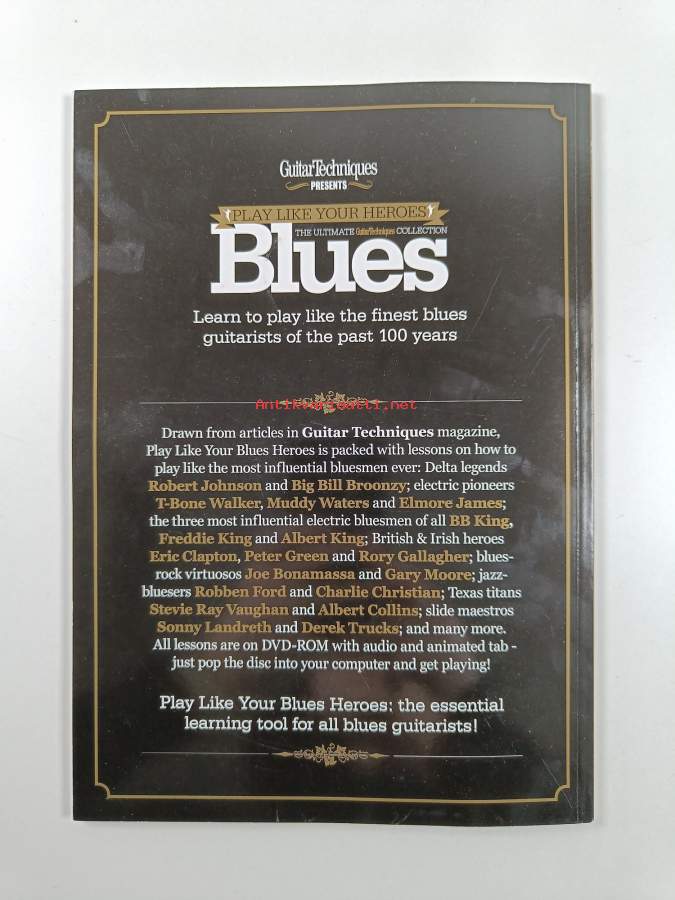 GuitarTechniques
PRESENTS
PLAY LIKE YOUR HEROES
THE ULTIMATE GuitarTechniques COLLECTION
Blues
Learn to play like the finest blues
guitarists of the past 100 years
Antikvariaatti.net
Drawn from articles in Guitar Techniques magazine,
Play Like Your Blues Heroes is packed with lessons on how to
play like the most influential bluesmen ever: Delta legends
Robert Johnson and Big Bill Broonzy; electric pioneers
T-Bone Walker, Muddy Waters and Elmore James;
the three most influential electric bluesmen of all BB King,
Freddie King and Albert King; British & Irish heroes
Eric Clapton, Peter Green and Rory Gallagher; blues-
rock virtuosos Joe Bonamassa and Gary Moore; jazz-
bluesers Robben Ford and Charlie Christian; Texas titans
Stevie Ray Vaughan and Albert Collins; slide maestros
Sonny Landreth and Derek Trucks; and many more.
All lessons are on DVD-ROM with audio and animated tab -
just pop the disc into your computer and get playing!
Play Like Your Blues Heroes: the essential
learning tool for all blues guitarists!